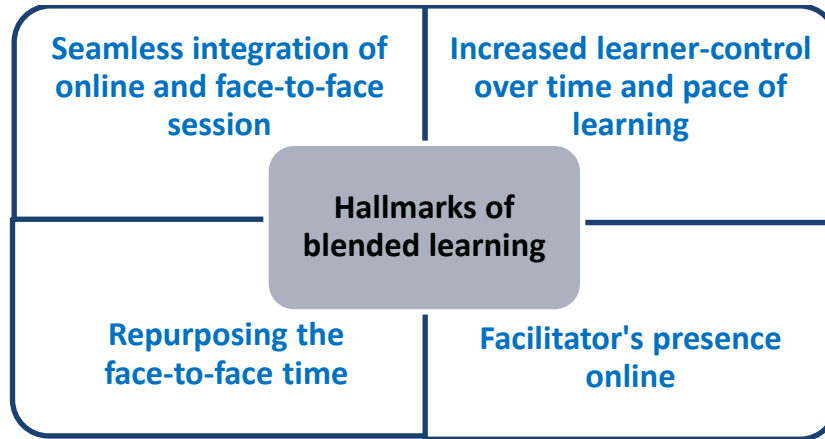 Seamless integration of
online and face-to-face
session
Increased learner-control
over time and pace of
learning
Hallmarks of
blended learning
Repurposing the
face-to-face time
Facilitator's presence
online